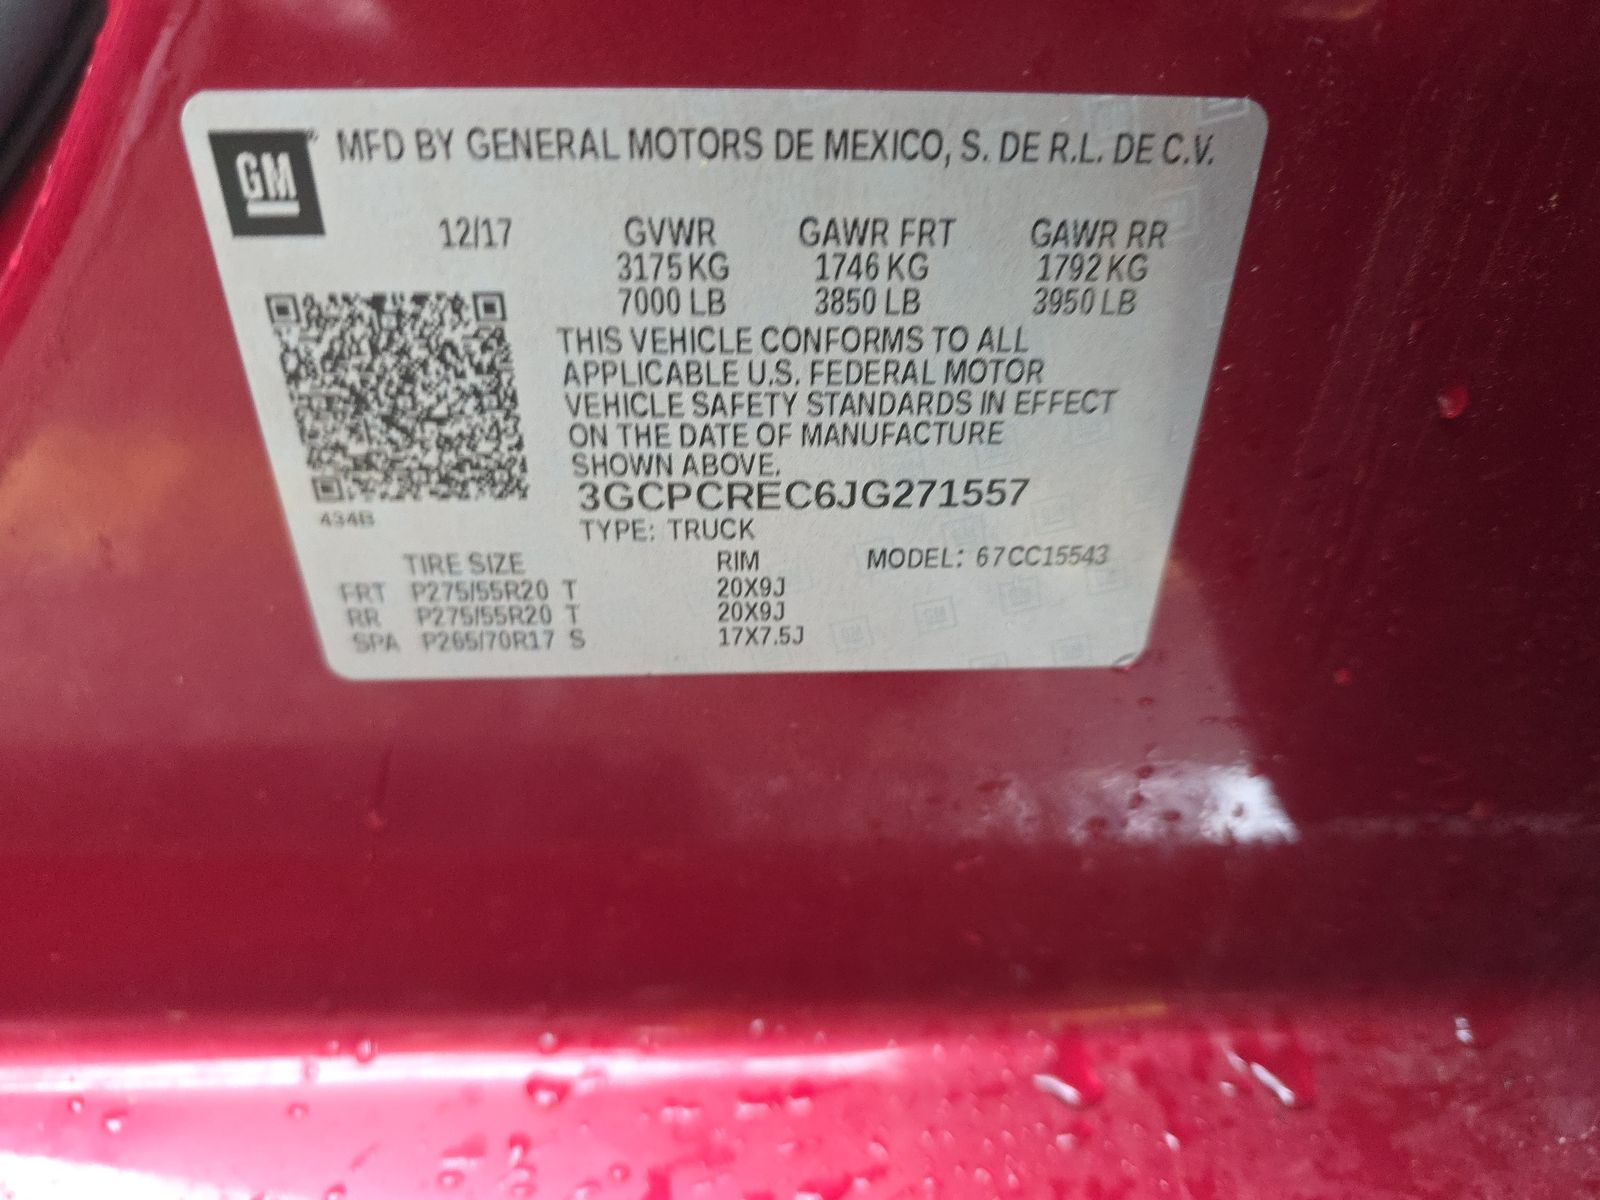 GM® MFD BY GENERAL MOTORS DE MEXICO, S. DE R.L. DE C.V.
12/17 GVWR GAWR FRT GAWR RR
3175 KG 1746 KG 1792 KG
7000 LB 3850 LB 3950 LB
THIS VEHICLE CONFORMS TO ALL
APPLICABLE U.S. FEDERAL MOTOR
VEHICLE SAFETY STANDARDS IN EFFECT
ON THE DATE OF MANUFACTURE
SHOWN ABOVE.
3GCPCREC6JG271557
434B
TYPE: TRUCK
TIRE SIZE RIM MODEL: 67CC15543
FRT P275/55R20 T 20X9J
RR P275/55R20 T 20X9J
SPA P265/70R17 S 17X7.5J